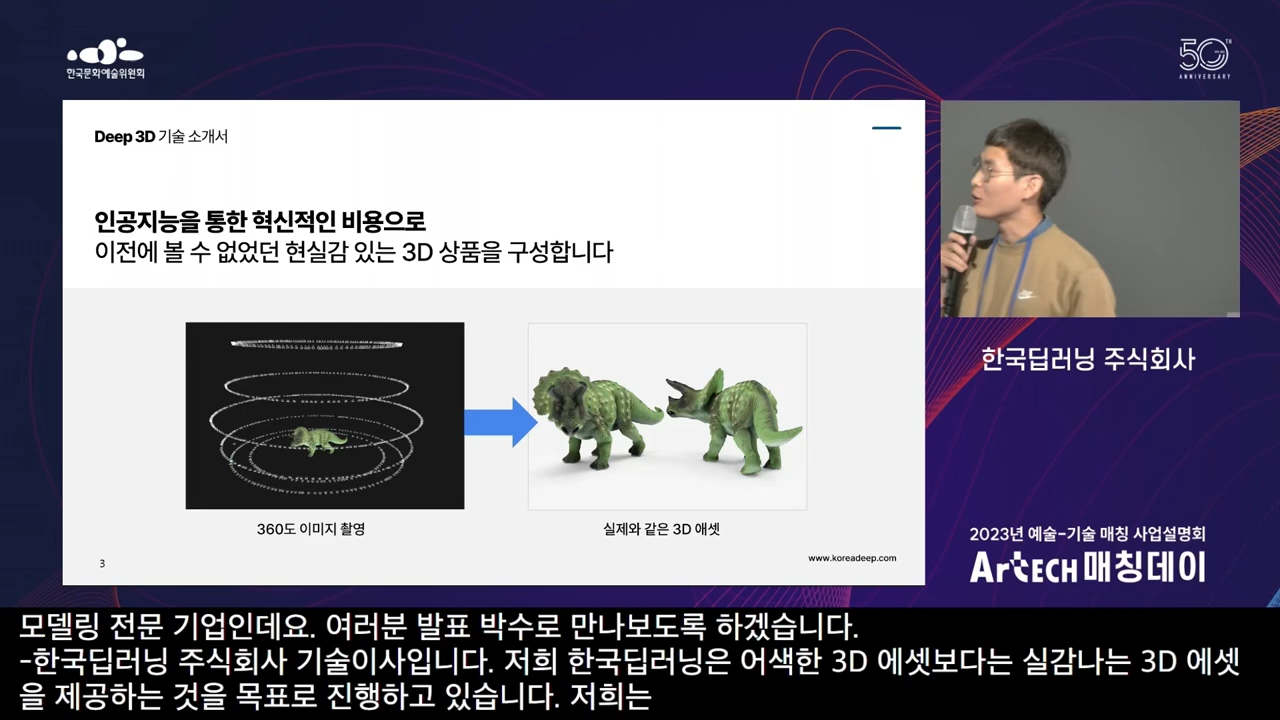 한국문화예술위원회
50TH
ANNIVERSARY
Deep 3D 기술 소개서
인공지능을 통한 혁신적인 비용으로
이전에 볼 수 없었던 현실감 있는 3D 상품을 구성합니다
360도 이미지 촬영
실제와 같은 3D 애셋
3
www.koreadeep.com
한국딥러닝 주식회사
2023년 예술-기술 매칭 사업설명회
ArtECH 매칭데이
모델링 전문 기업인데요. 여러분 발표 박수로 만나보도록 하겠습니다.
-한국딥러닝 주식회사 기술이사입니다. 저희 한국딥러닝은 어색한 3D 에셋보다는 실감나는 3D 에셋
을 제공하는 것을 목표로 진행하고 있습니다. 저희는